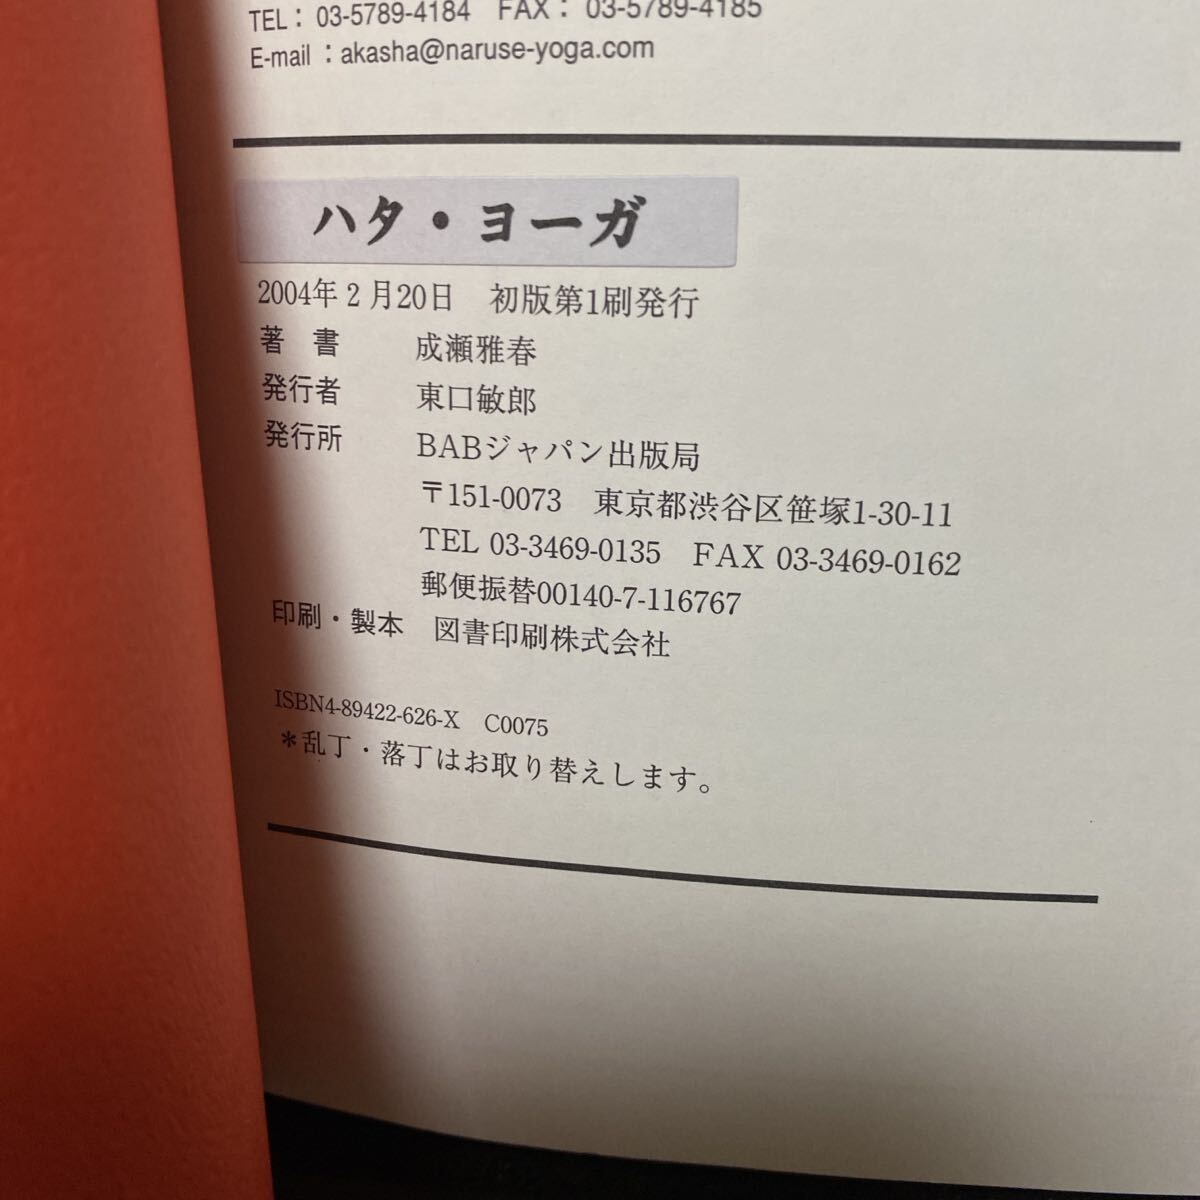 TEL： 03-5789-4184　FAX： 03-5789-4185
E-mail ：akasha@naruse-yoga.com
ハタ・ヨーガ
2004年２月20日　初版第1刷発行
著　書　　成瀬雅春
発行者　　東口敏郎
発行所　　BABジャパン出版局
〒151-0073　東京都渋谷区笹塚1-30-11
TEL 03-3469-0135　FAX 03-3469-0162
郵便振替00140-7-116767
印刷・製本　図書印刷株式会社
ISBN4-89422-626-X　C0075
＊乱丁・落丁はお取り替えします。